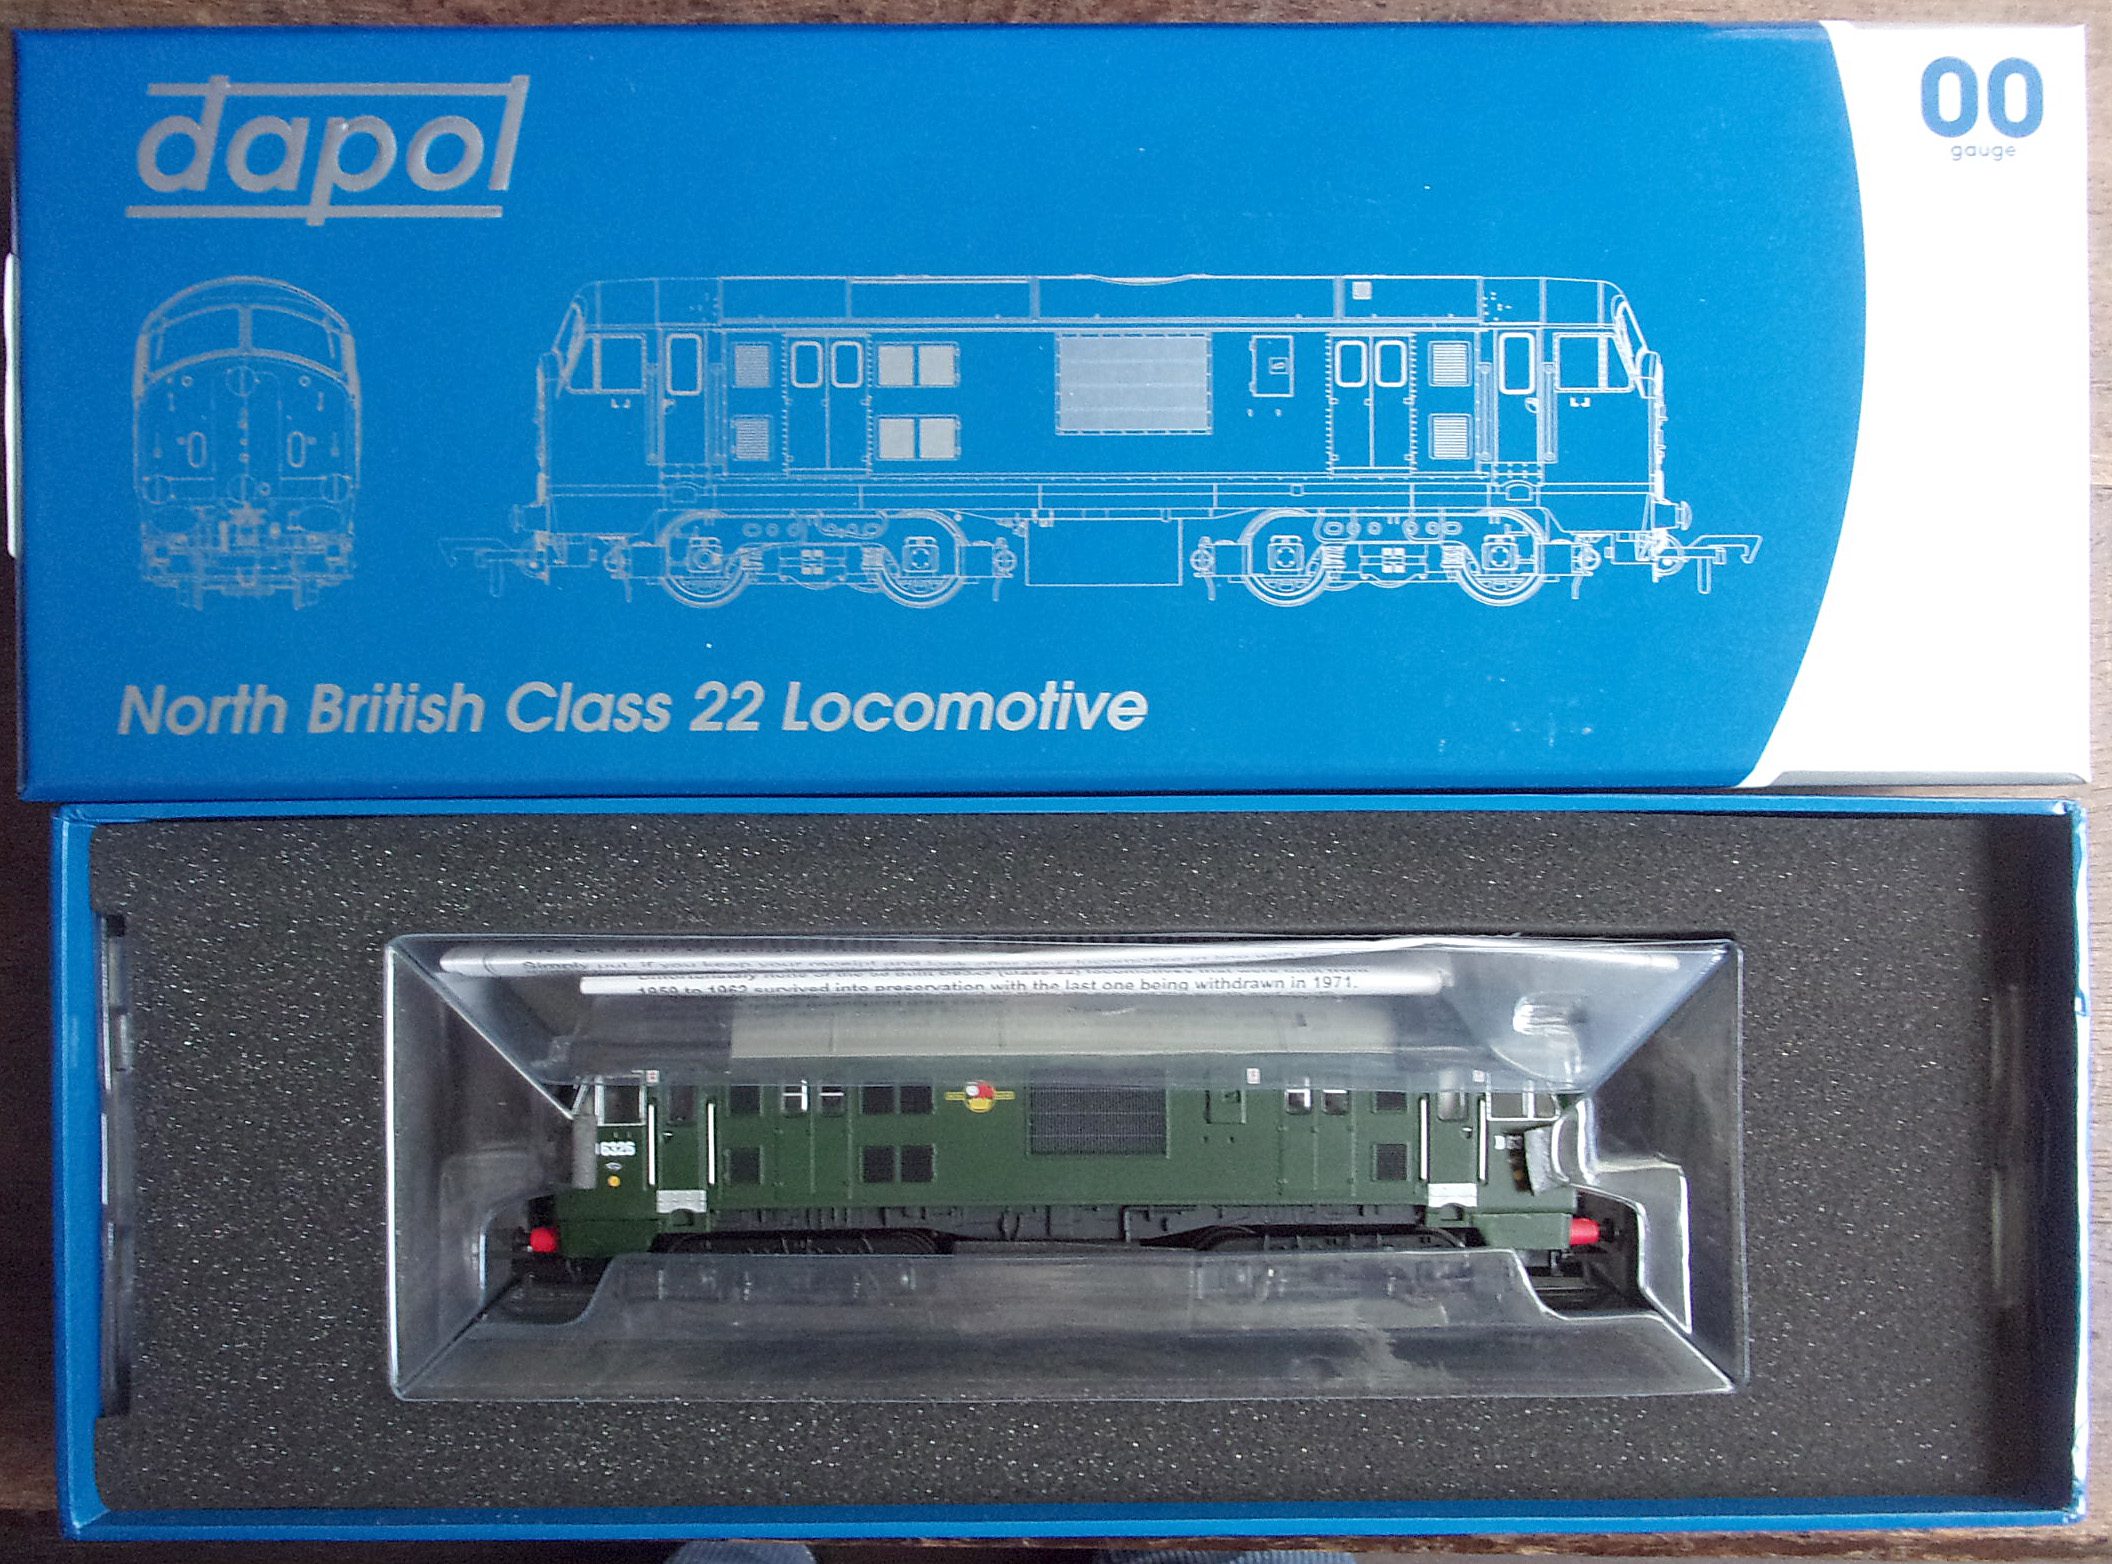 dapol
00
gauge
North British Class 22 Locomotive
1959 to 1962 survived into preservation with the last one being withdrawn in 1971.
6326